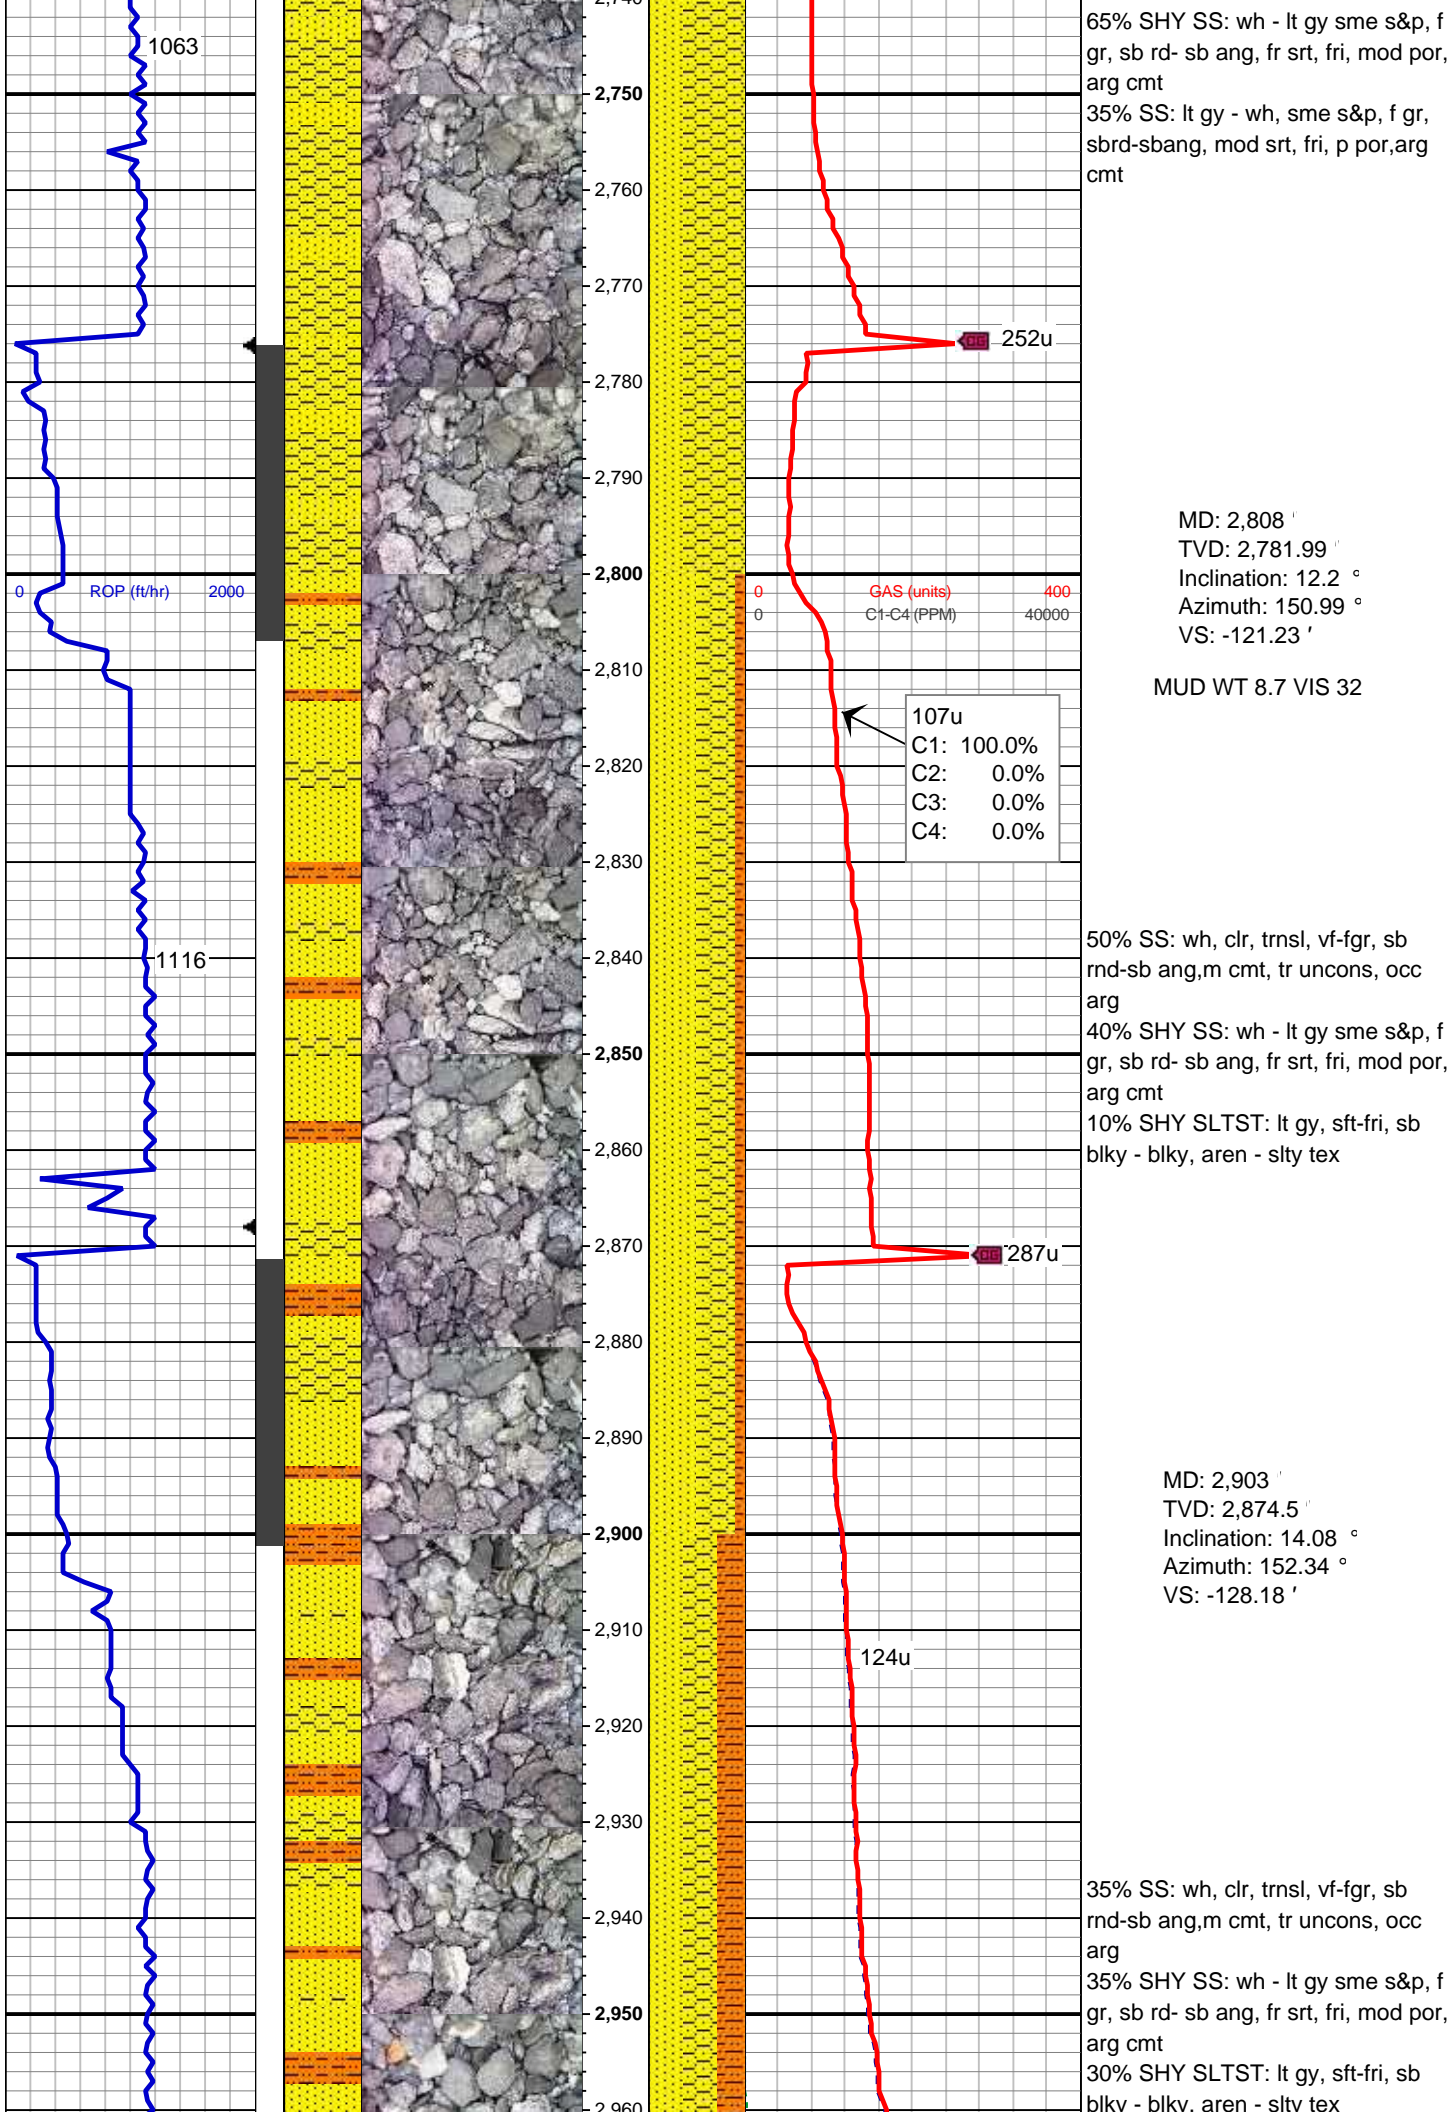 2,740
65% SHY SS: wh - lt gy sme s&p, f
gr, sb rd- sb ang, fr srt, fri, mod por,
arg cmt
1063
2,750
35% SS: lt gy - wh, sme s&p, f gr,
sbrd-sbang, mod srt, fri, p por,arg
cmt
2,760
2,770
CG
252u
2,780
2,790
MD: 2,808 '
TVD: 2,781.99 '
Inclination: 12.2 °
Azimuth: 150.99 °
VS: -121.23 '
2,800
0 ROP (ft/hr) 2000
0 GAS (units) 400
0 C1-C4 (PPM) 40000
2,810
MUD WT 8.7 VIS 32
107u
C1: 100.0%
C2: 0.0%
C3: 0.0%
C4: 0.0%
2,820
2,830
50% SS: wh, clr, trnsl, vf-fgr, sb
rnd-sb ang,m cmt, tr uncons, occ
arg
1116
2,840
40% SHY SS: wh - lt gy sme s&p, f
gr, sb rd- sb ang, fr srt, fri, mod por,
arg cmt
2,850
10% SHY SLTST: lt gy, sft-fri, sb
blky - blky, aren - slty tex
2,860
2,870
CG
287u
2,880
2,890
MD: 2,903 '
TVD: 2,874.5 '
Inclination: 14.08 °
Azimuth: 152.34 °
VS: -128.18 '
2,900
2,910
124u
2,920
2,930
35% SS: wh, clr, trnsl, vf-fgr, sb
rnd-sb ang,m cmt, tr uncons, occ
arg
2,940
35% SHY SS: wh - lt gy sme s&p, f
gr, sb rd- sb ang, fr srt, fri, mod por,
arg cmt
2,950
30% SHY SLTST: lt gy, sft-fri, sb
blky - blky, aren - slty tex
2,960